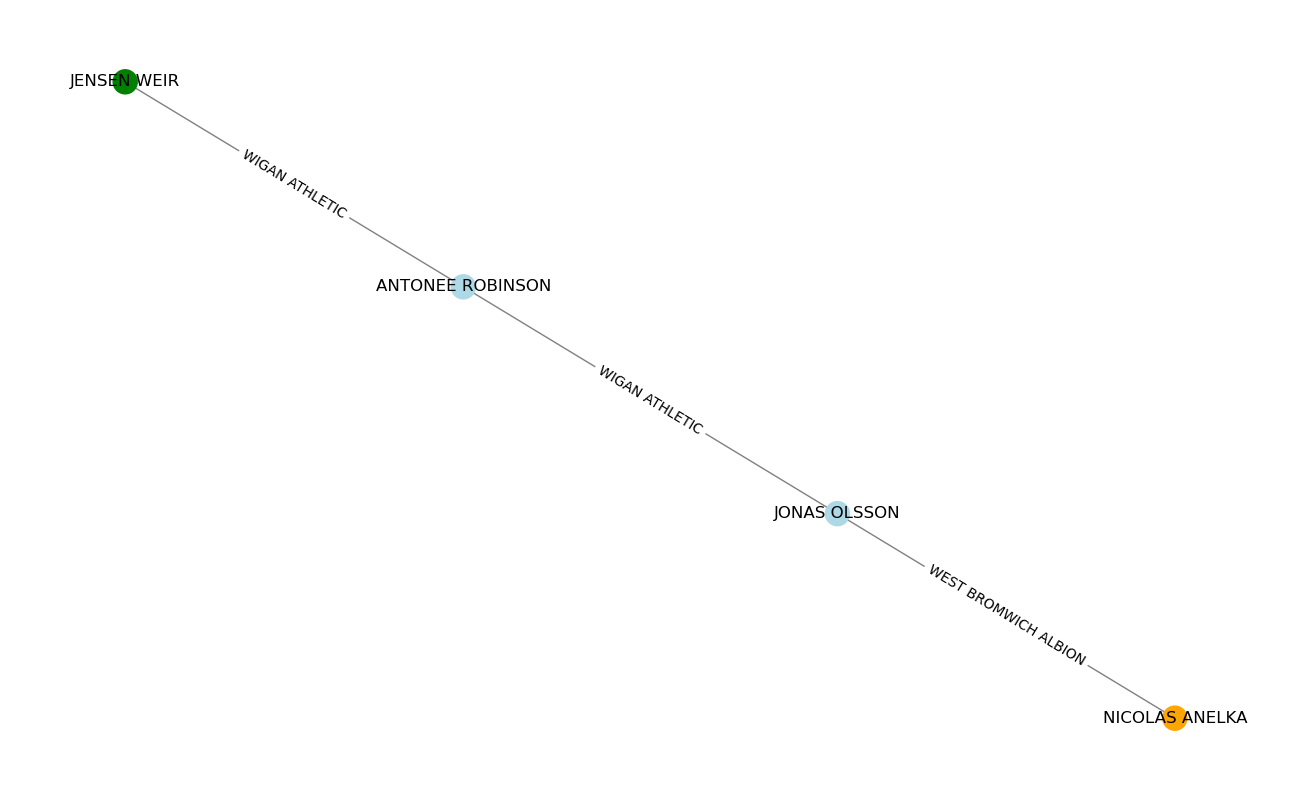 JENSEN WEIR
WIGAN ATHLETIC
ANTONEE ROBINSON
WIGAN ATHLETIC
JONAS OLSSON
WEST BROMWICH ALBION
NICOLAS ANELKA